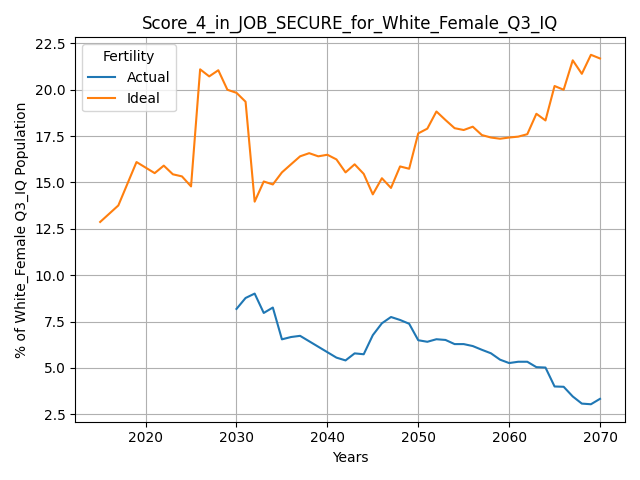 Score_4_in_JOB_SECURE_for_White_Female_Q3_IQ
% of White_Female Q3_IQ Population
22.5
20.0
17.5
15.0
12.5
10.0
7.5
5.0
2.5
Fertility
Actual
Ideal
2020 2030 2040 2050 2060 2070
Years